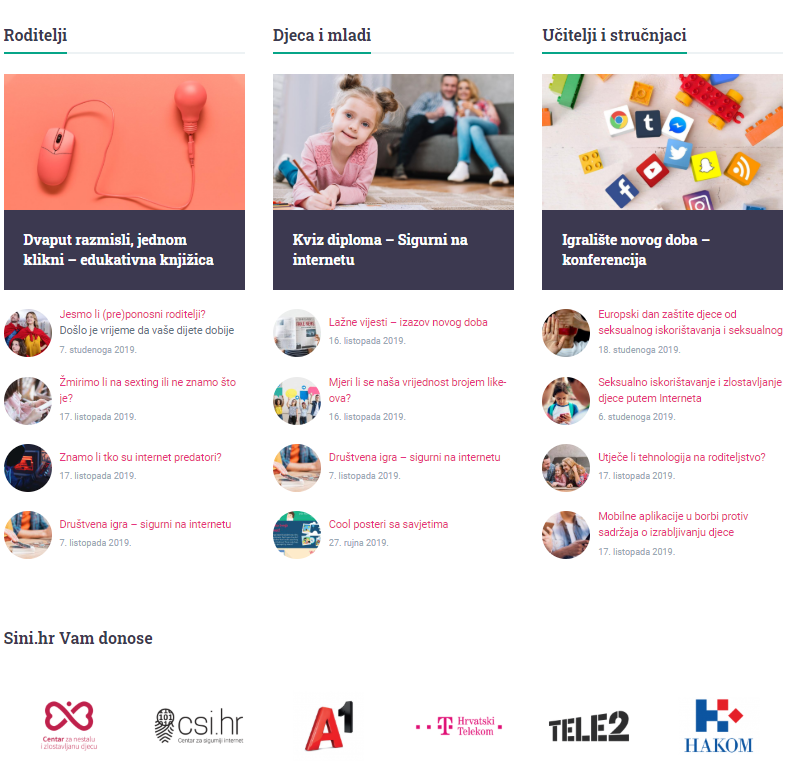 Roditelji
Dvaput razmisli, jednom
klikni – edukativna knjižica
Jesmo li (pre)ponosni roditelji?
Došlo je vrijeme da vaše dijete dobije
7. studenoga 2019.
Žmirimo li na sexting ili ne znamo što
je?
17. listopada 2019.
Znamo li tko su internet predatori?
17. listopada 2019.
Društvena igra – sigurni na internetu
7. listopada 2019.
Djeca i mladi
Kviz diploma – Sigurni na
internetu
Lažne vijesti – izazov novog doba
16. listopada 2019.
Mjeri li se naša vrijednost brojem like-
ova?
16. listopada 2019.
Društvena igra – sigurni na internetu
7. listopada 2019.
Cool posteri sa savjetima
27. rujna 2019.
Učitelji i stručnjaci
Igralište novog doba –
konferencija
Europski dan zaštite djece od
seksualnog iskorištavanja i seksualnog
18. studenoga 2019.
Seksualno iskorištavanje i zlostavljanje
djece putem Interneta
6. studenoga 2019.
Utječe li tehnologija na roditeljstvo?
17. listopada 2019.
Mobilne aplikacije u borbi protiv
sadržaja o izrabljivanju djece
17. listopada 2019.
Sini.hr Vam donose
Centar za nestalu
i zlostavljanu djecu
csi.hr
Centar za sigurniji internet
A1
T Hrvatski
Telekom
TELE2
HAKOM